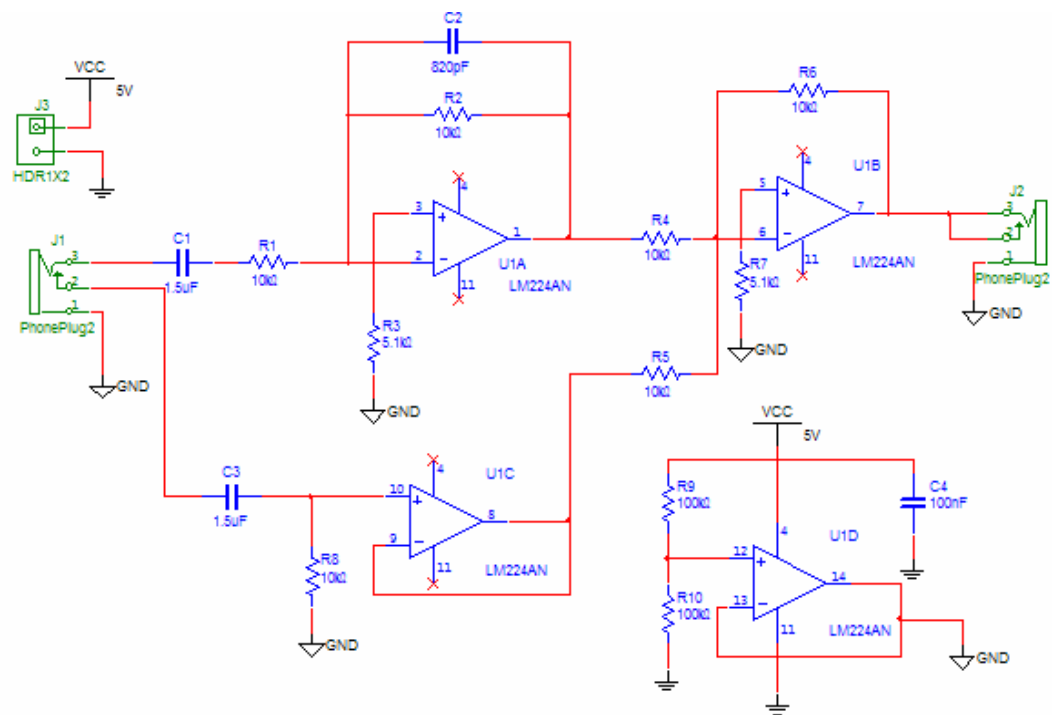 C2
820pF
R2
10kΩ
VCC
5V
J3
HDR1X2
R6
10kΩ
4
3
2
1
11
U1A
LM224AN
4
5
6
7
11
U1B
LM224AN
J2
3
2
1
PhonePlug2
GND
J1
3
2
1
PhonePlug2
GND
C1
1.5uF
R1
10kΩ
R3
5.1kΩ
GND
R4
10kΩ
R7
5.1kΩ
GND
R5
10kΩ
C3
1.5uF
R8
10kΩ
GND
4
10
9
8
11
U1C
LM224AN
VCC
5V
R9
100kΩ
R10
100kΩ
C4
100nF
4
12
13
14
11
U1D
LM224AN
GND